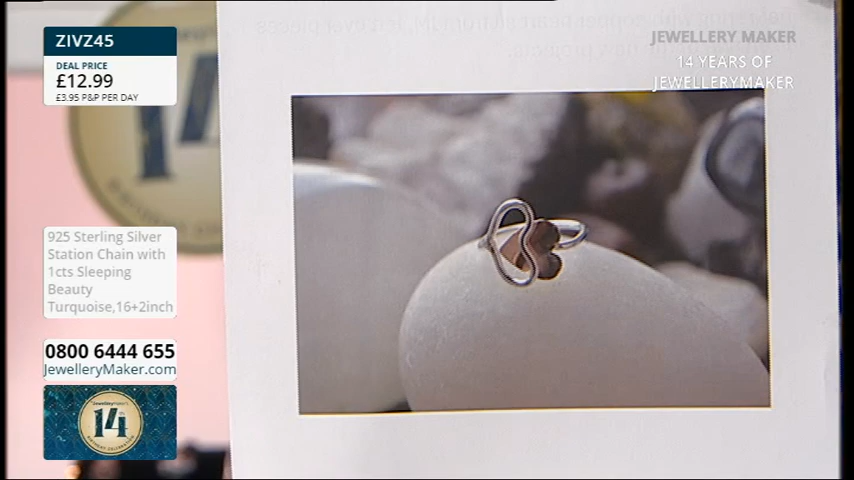 ZIVZ45
DEAL PRICE
£12.99
£3.95 P&P PER DAY
JEWELLERY MAKER
14 YEARS OF
JEWELLERYMAKER
925 Sterling Silver
Station Chain with
1cts Sleeping
Beauty
Turquoise,16+2inch
0800 6444 655
JewelleryMaker.com
14